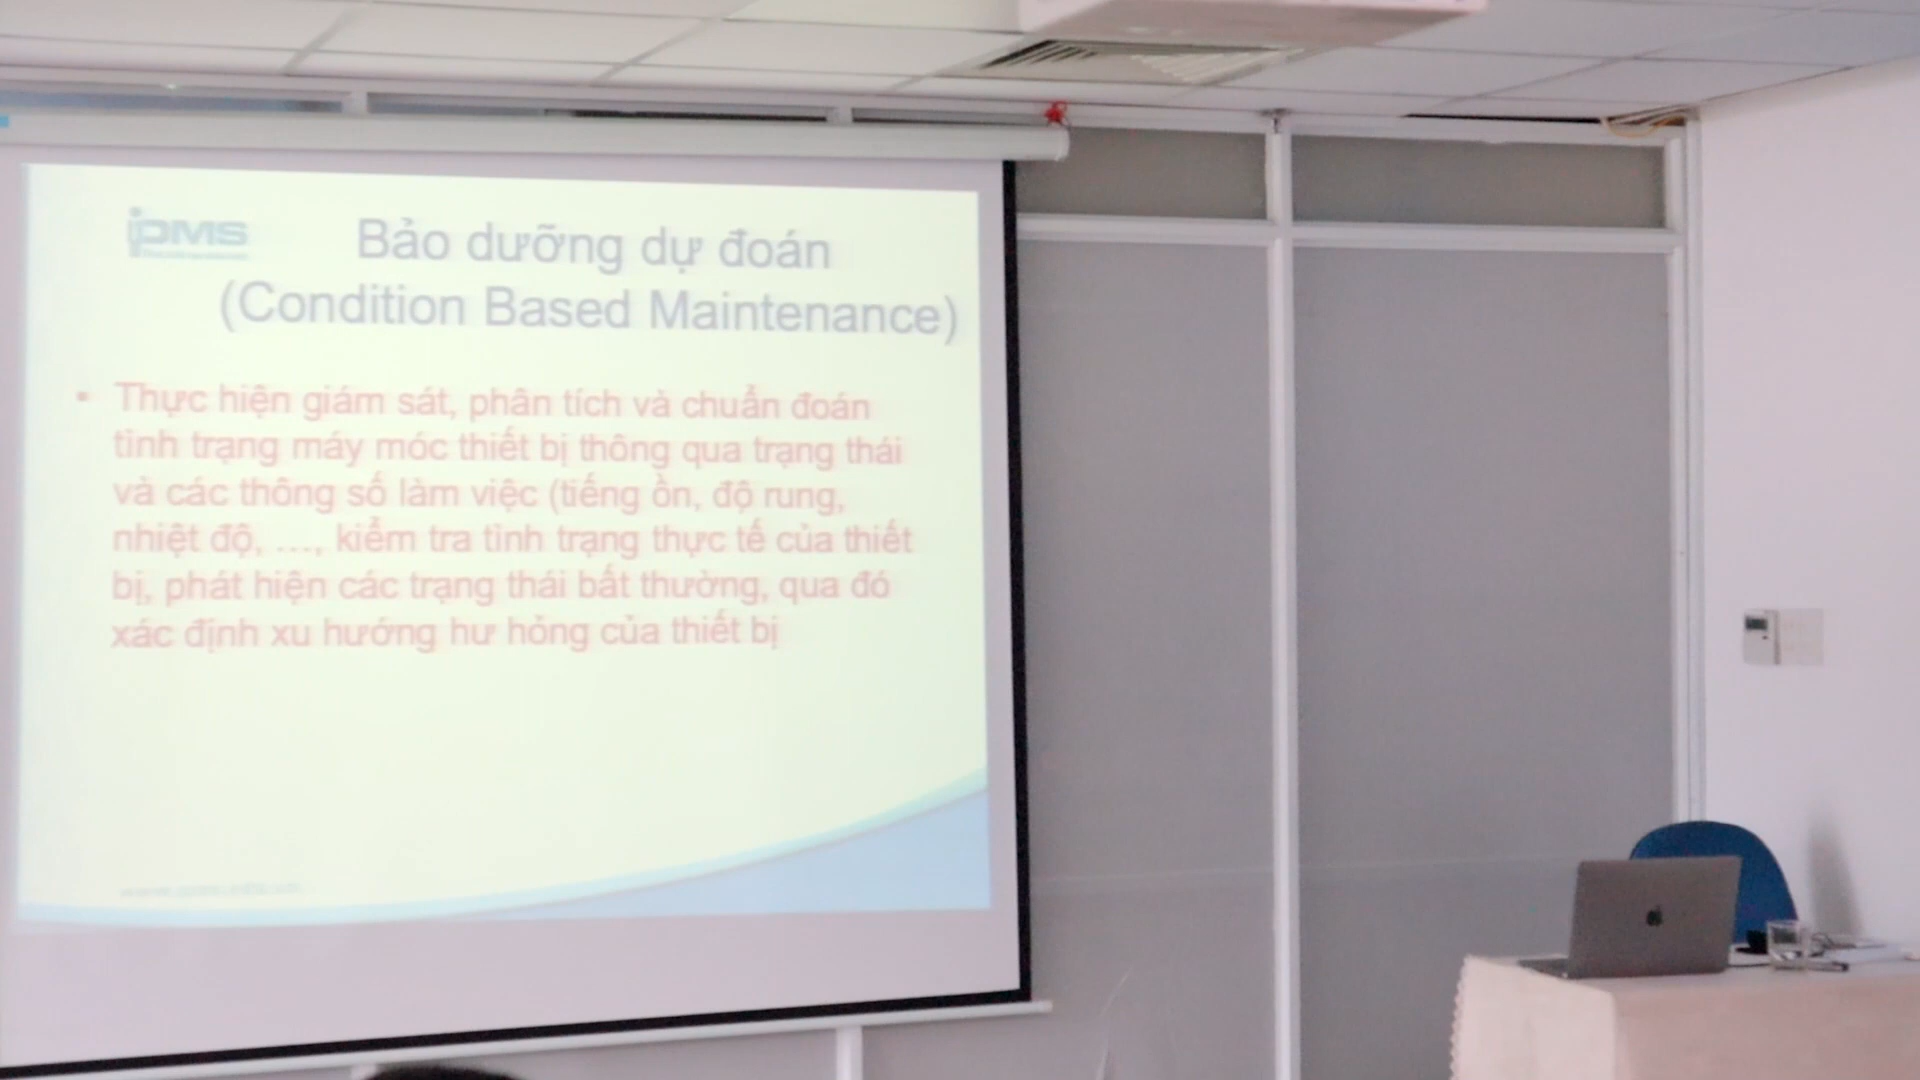 iPMS
Bảo dưỡng dự đoán
(Condition Based Maintenance)
• Thực hiện giám sát, phân tích và chuẩn đoán
tình trạng máy móc thiết bị thông qua trạng thái
và các thông số làm việc (tiếng ồn, độ rung,
nhiệt độ, …, kiểm tra tình trạng thực tế của thiết
bị, phát hiện các trạng thái bất thường, qua đó
xác định xu hướng hư hỏng của thiết bị